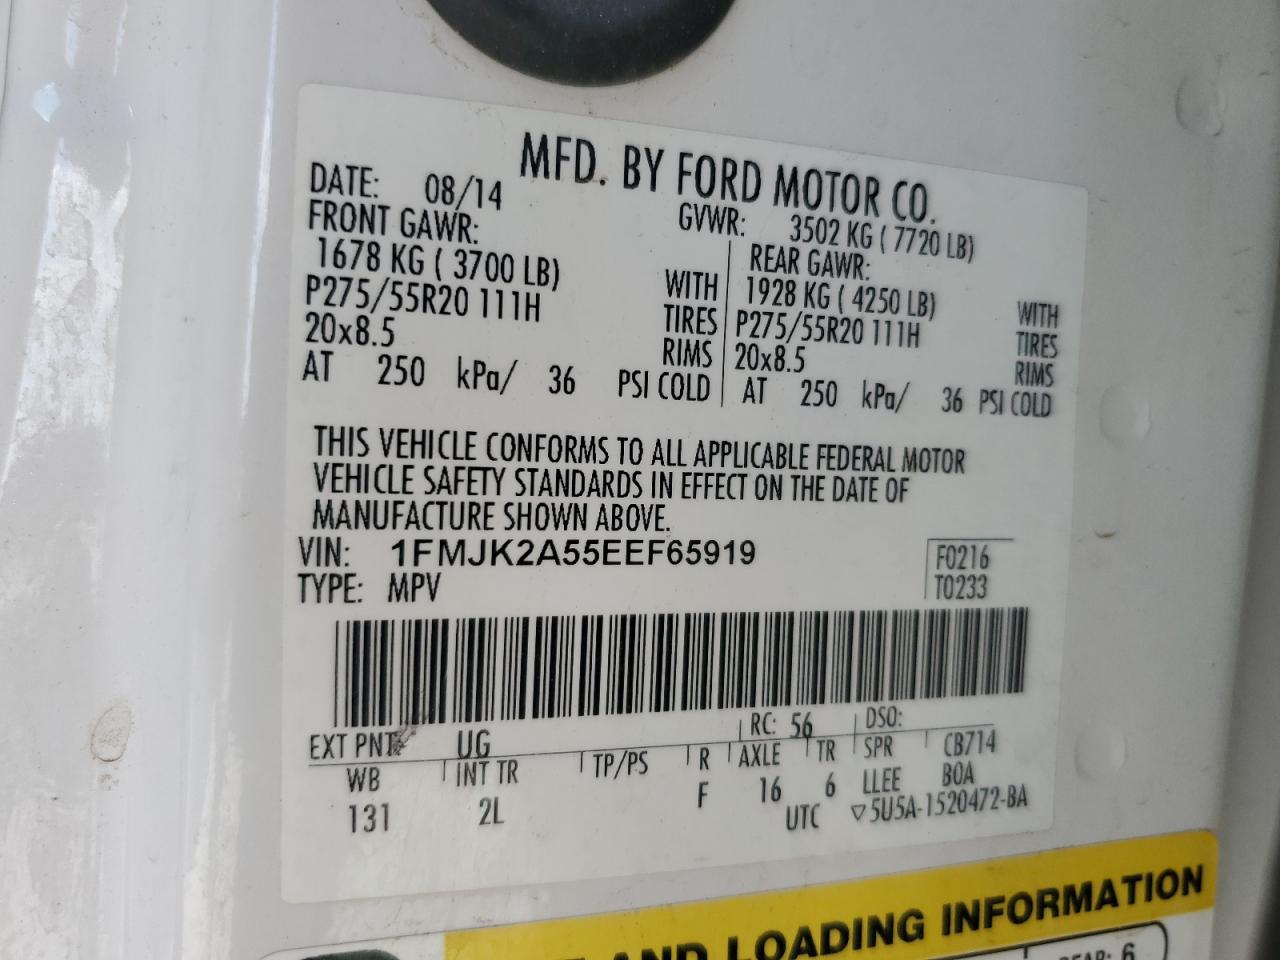 MFD. BY FORD MOTOR CO.
DATE: 08/14 GVWR: 3502 KG ( 7720 LB)
FRONT GAWR: REAR GAWR:
1678 KG ( 3700 LB) WITH 1928 KG ( 4250 LB) WITH
P275/55R20 111H TIRES P275/55R20 111H TIRES
20x8.5 RIMS 20x8.5 RIMS
AT 250 kPa/ 36 PSI COLD AT 250 kPa/ 36 PSI COLD
THIS VEHICLE CONFORMS TO ALL APPLICABLE FEDERAL MOTOR
VEHICLE SAFETY STANDARDS IN EFFECT ON THE DATE OF
MANUFACTURE SHOWN ABOVE.
VIN: 1FMJK2A55EEF65919 F0216
TYPE: MPV T0233
EXT PNT: UG RC: 56 DSO:
WB INT TR TP/PS R AXLE TR SPR CB714
131 2L F 16 6 LLEE B0A
UTC ▽5U5A-1520472-BA
AND LOADING INFORMATION
REAR: 6